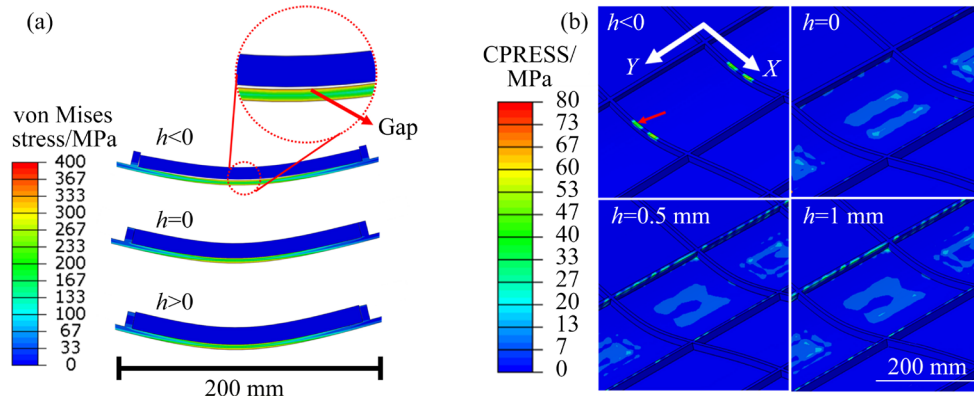 (a)
Gap
von Mises
stress/MPa
400
367
333
300
267
233
200
167
133
100
67
33
0
h<0
h=0
h>0
200 mm
(b)
CPRESS/
MPa
80
73
67
60
53
47
40
33
27
20
13
7
0
h<0
Y
X
h=0
h=0.5 mm
h=1 mm
200 mm